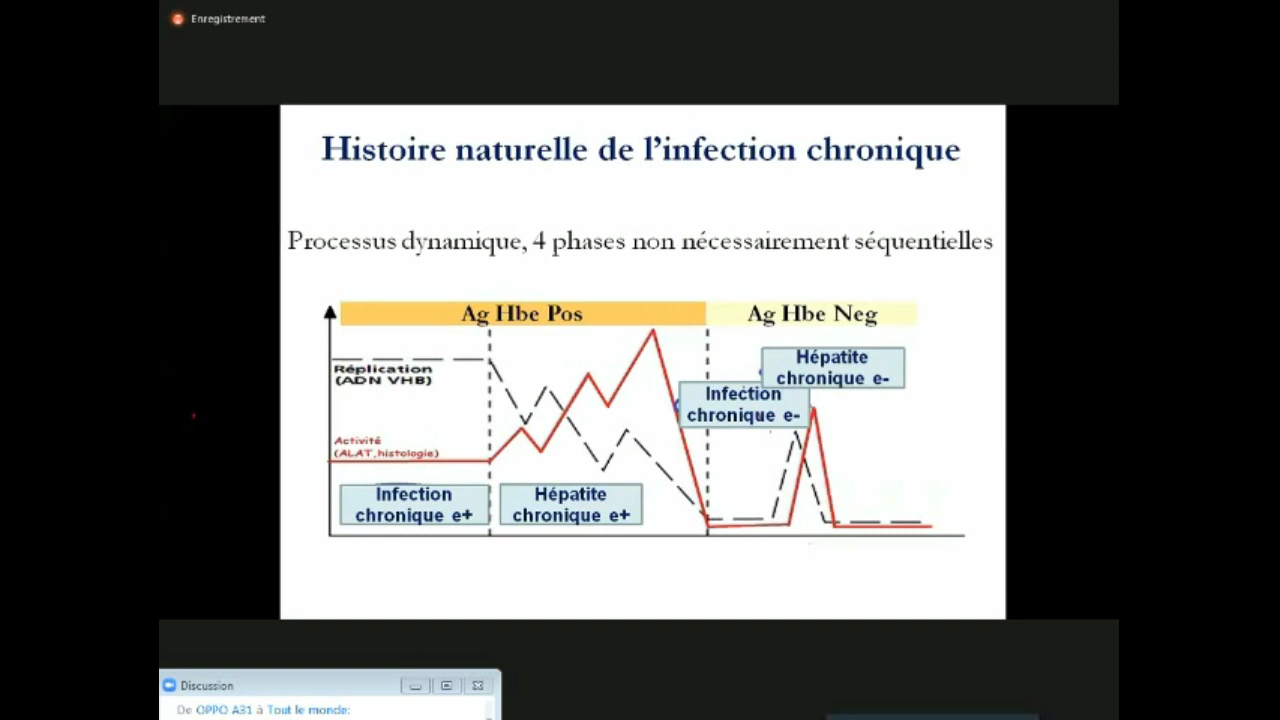 Enregistrement
Histoire naturelle de l'infection chronique
Processus dynamique, 4 phases non nécessairement séquentielles
Ag Hbe Pos
Ag Hbe Neg
Réplication
(ADN VHB)
Hépatite
chronique e-
Infection
chronique e-
Activité
(ALAT,histologie)
Infection
chronique e+
Hépatite
chronique e+
Discussion
De OPPO A31 à Tout le monde: